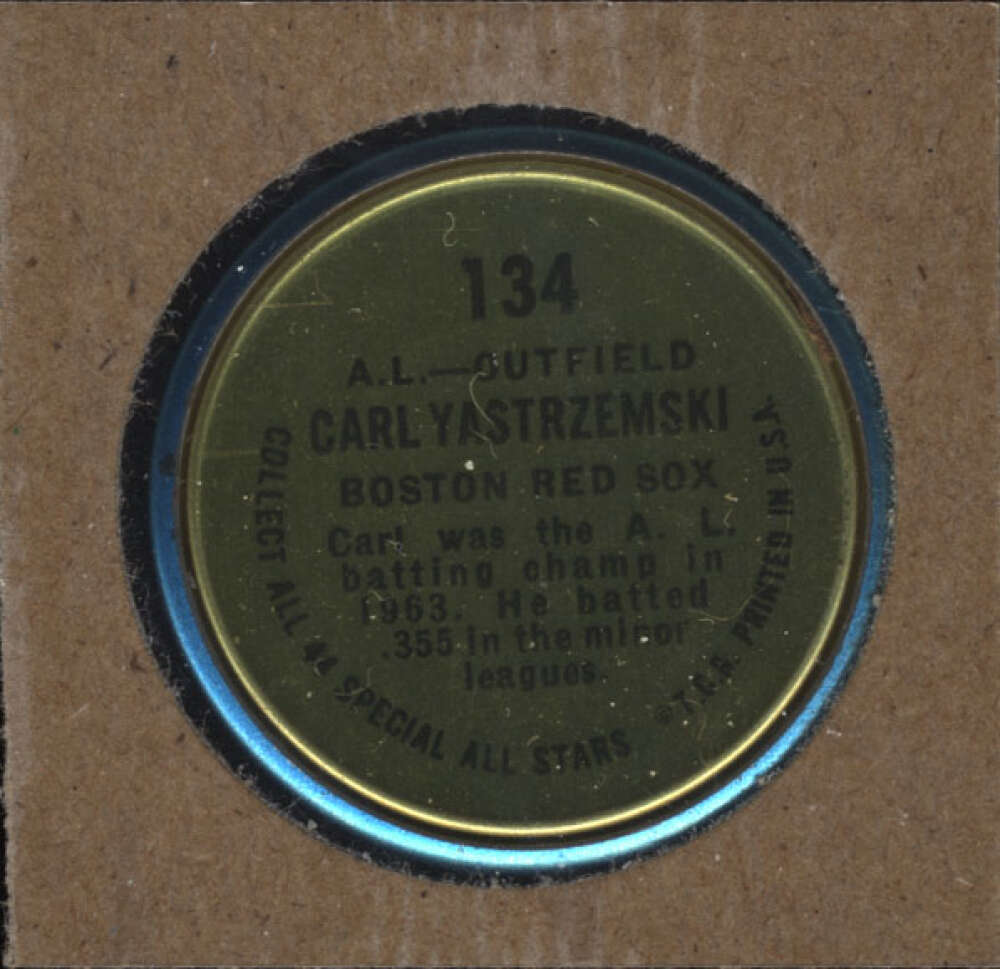 134
A.L.—OUTFIELD
CARL YASTRZEMSKI
BOSTON RED SOX
Carl was the A. L.
batting champ in
1963. He batted
.355 in the minor
leagues.
COLLECT ALL 44 SPECIAL ALL STARS
© T.C.G. PRINTED IN U.S.A.